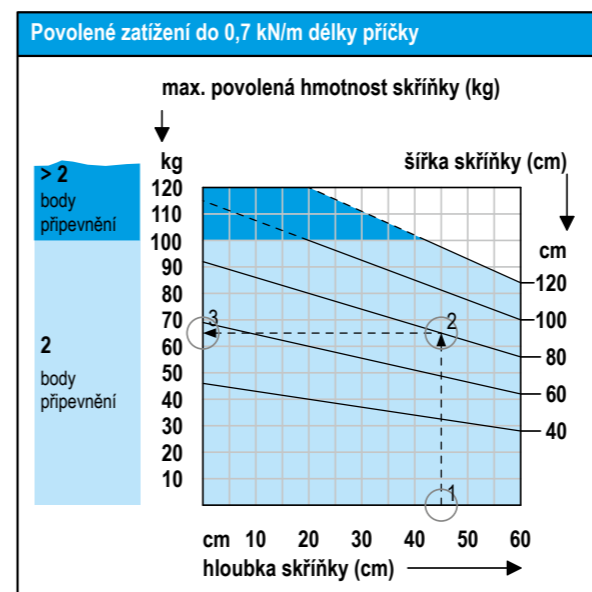 Povolené zatížení do 0,7 kN/m délky příčky
max. povolená hmotnost skříňky (kg)
kg
šířka skříňky (cm)
> 2
body
připevnění
120
110
100
90
80
70
60
50
40
30
20
10
cm
120
100
80
60
40
2
body
připevnění
3
2
1
cm 10 20 30 40 50 60
hloubka skříňky (cm)